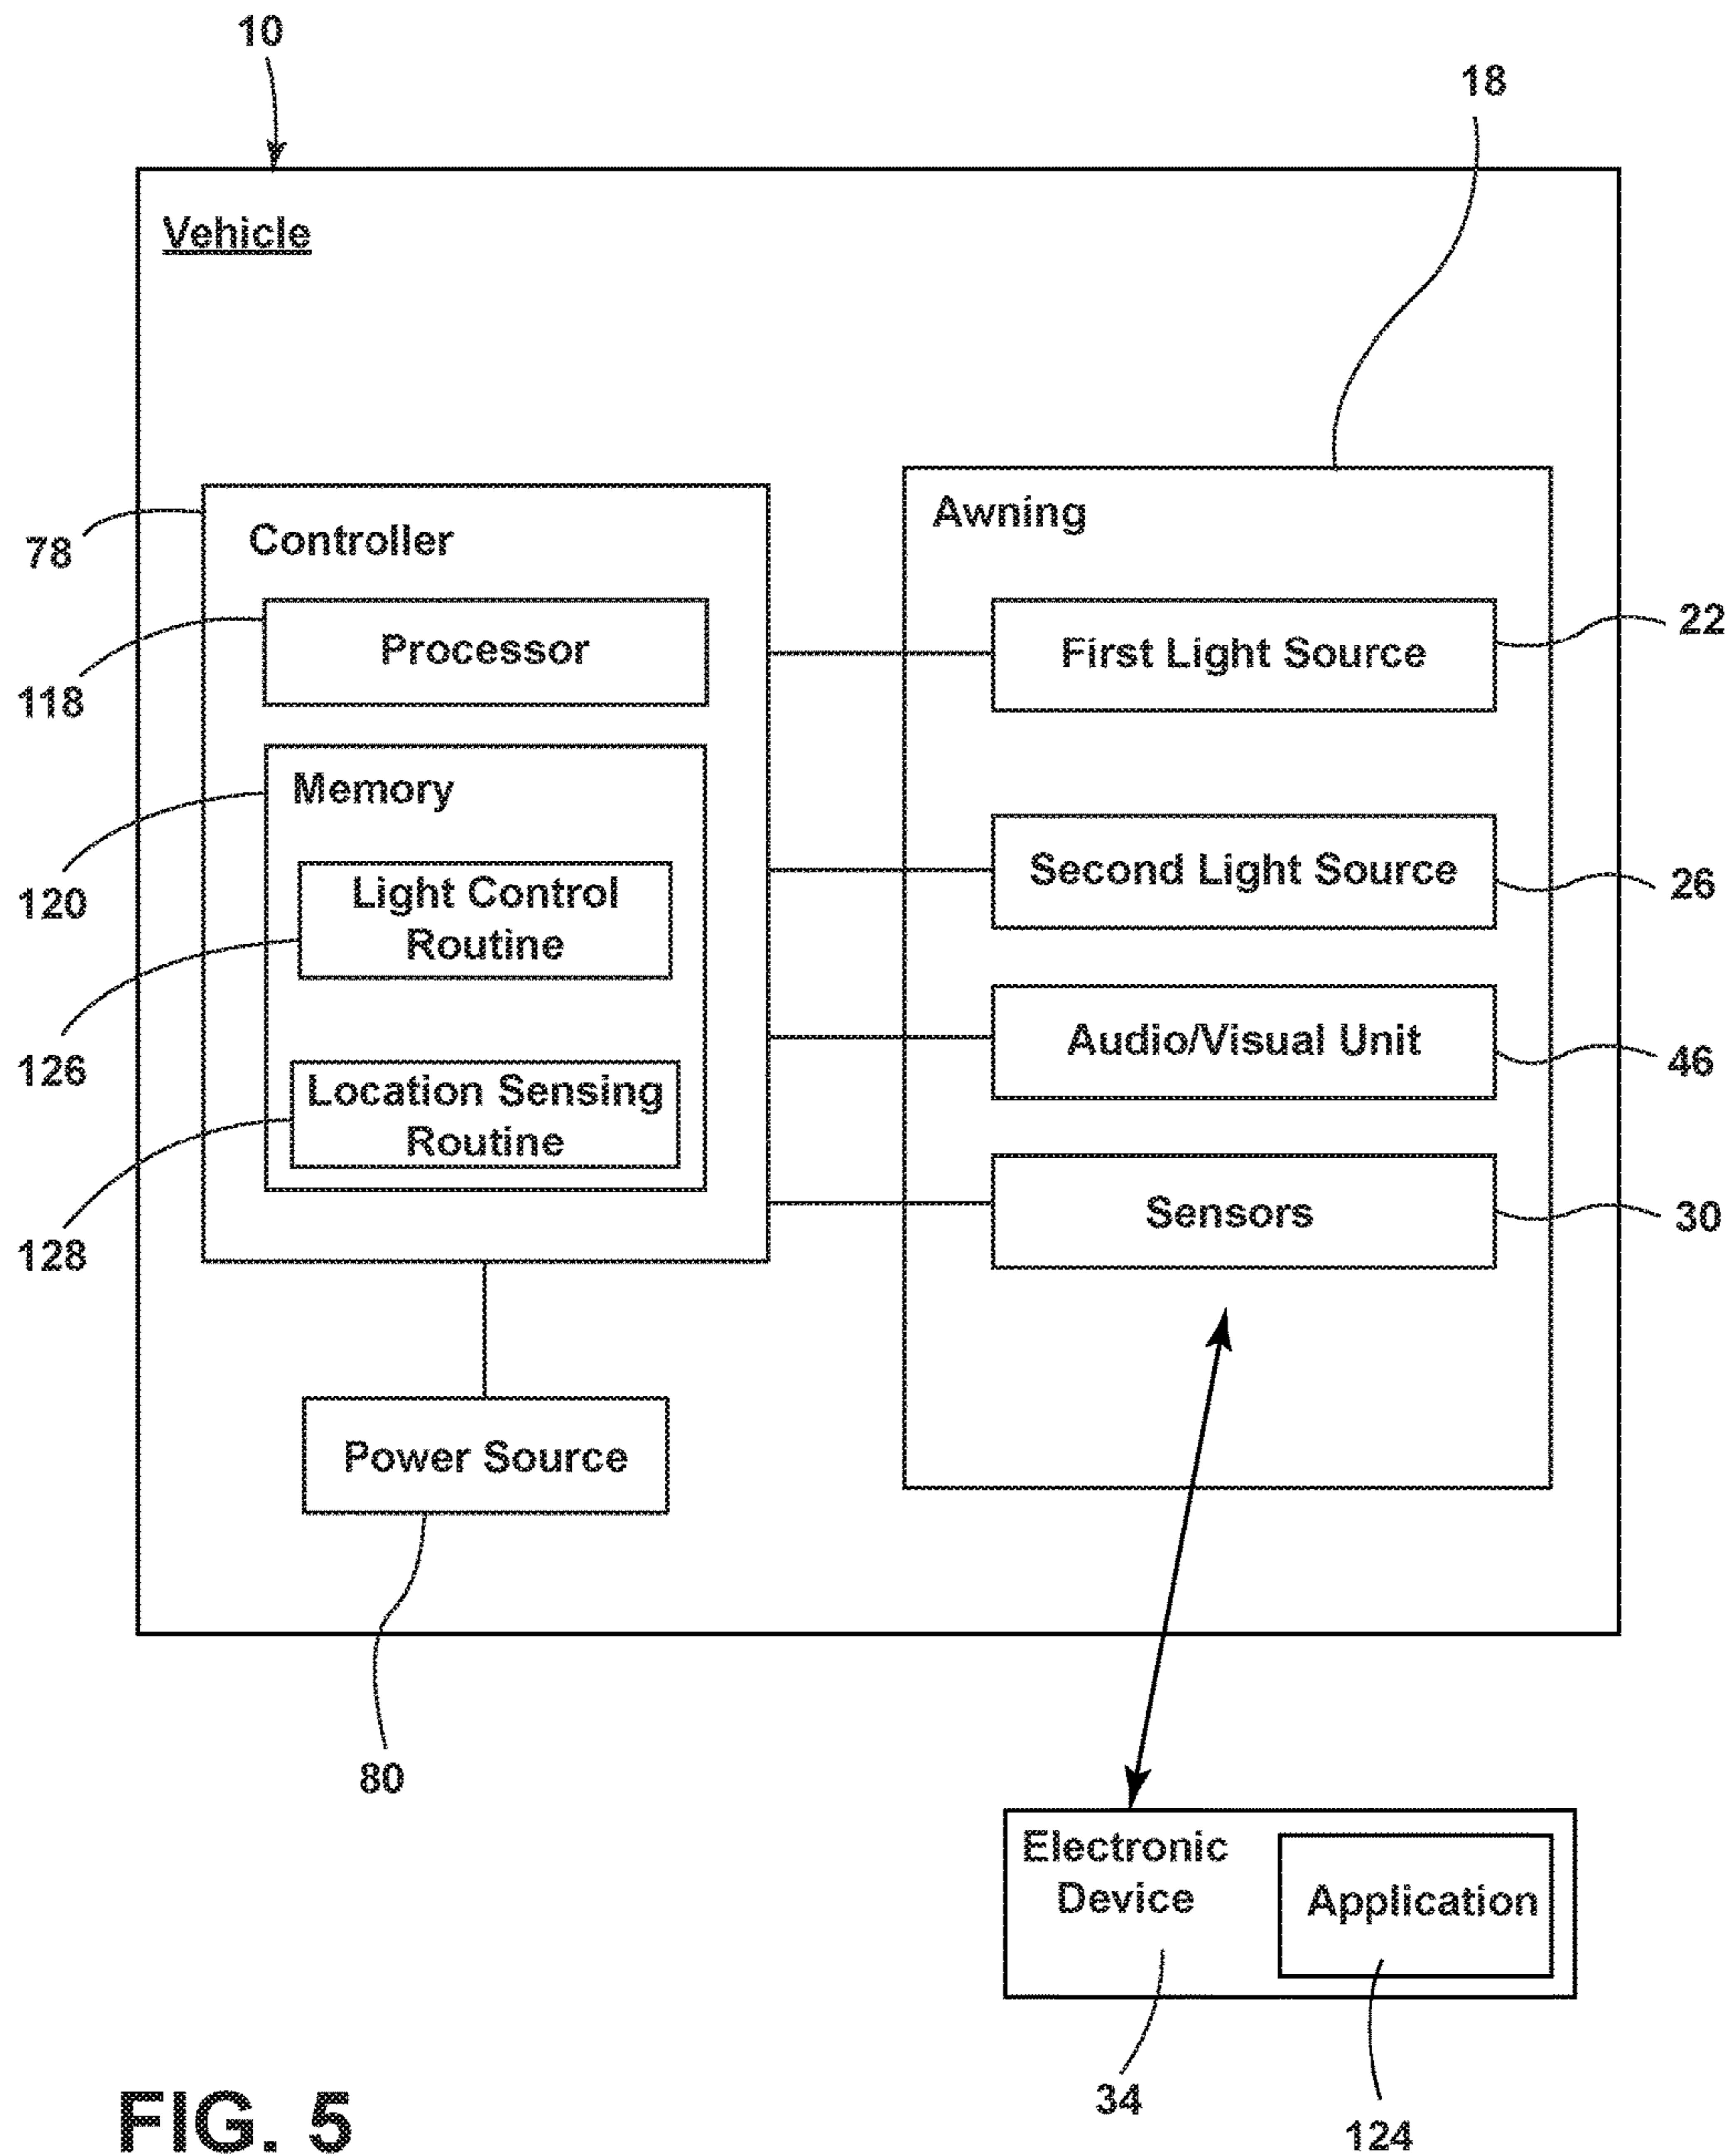 10
18
Vehicle
Awning
Controller
78
Processor
First Light Source
22
118
Memory
Second Light Source
26
120
Light Control
Routine
Audio/Visual Unit
46
126
Location Sensing
Routine
Sensors
30
128
Power Source
80
Electronic
Device
Application
34
124
FIG. 5